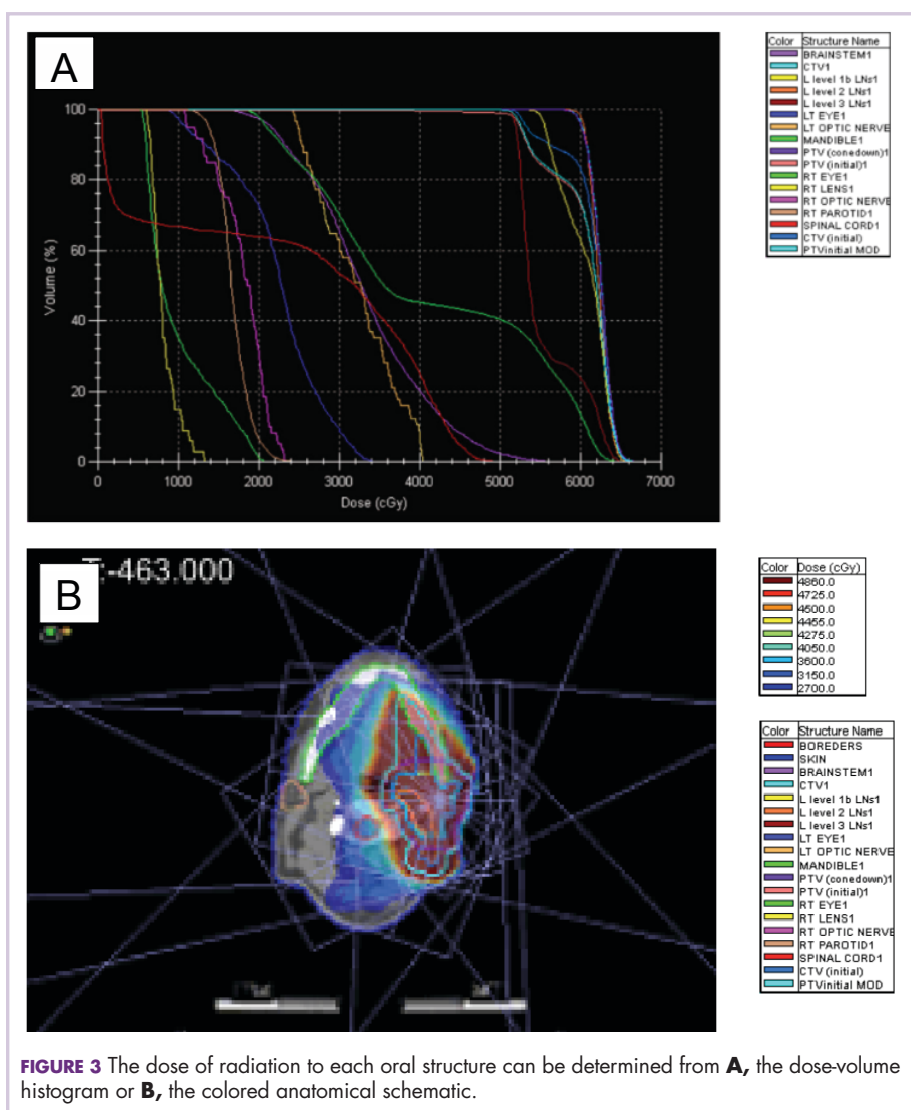 A
100
80
60
40
20
0
Volume (%)
0 1000 2000 3000 4000 5000 6000 7000
Dose (cGy)
Color Structure Name
BRAINSTEM1
CTV1
L level 1b LNs1
L level 2 LNs1
L level 3 LNs1
LT EYE1
LT OPTIC NERVE
MANDIBLE1
PTV (conedown)1
PTV (initial)1
RT EYE1
RT LENS1
RT OPTIC NERVE
RT PAROTID1
SPINAL CORD1
CTV (initial)
PTVinitial MOD
B
-463.000
Color Dose (cGy)
4860.0
4725.0
4500.0
4455.0
4275.0
4050.0
3600.0
3150.0
2700.0
Color Structure Name
BOREDERS
SKIN
BRAINSTEM1
CTV1
L level 1b LNs1
L level 2 LNs1
L level 3 LNs1
LT EYE1
LT OPTIC NERVE
MANDIBLE1
PTV (conedown)1
PTV (initial)1
RT EYE1
RT LENS1
RT OPTIC NERVE
RT PAROTID1
SPINAL CORD1
CTV (initial)
PTVinitial MOD
FIGURE 3 The dose of radiation to each oral structure can be determined from A, the dose-volume
histogram or B, the colored anatomical schematic.